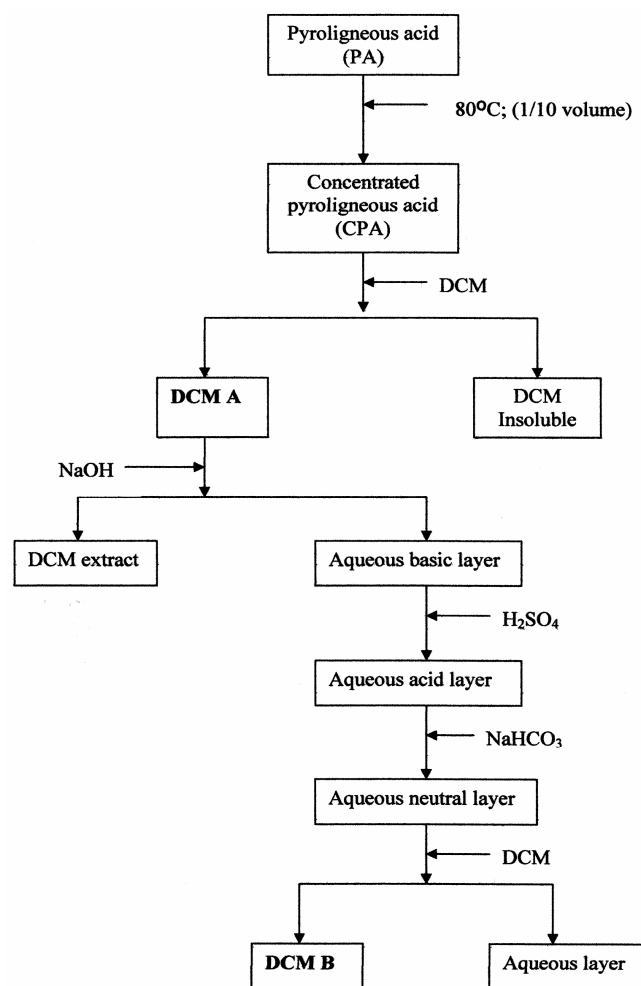 Pyroligneous acid
(PA)
80ºC; (1/10 volume)
Concentrated
pyroligneous acid
(CPA)
DCM
DCM A
DCM
Insoluble
NaOH
DCM extract
Aqueous basic layer
H₂SO₄
Aqueous acid layer
NaHCO₃
Aqueous neutral layer
DCM
DCM B
Aqueous layer